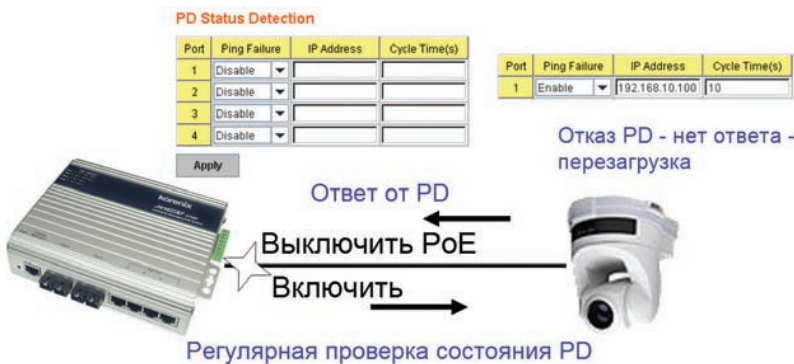 PD Status Detection
Port Ping Failure IP Address Cycle Time(s)
1 Disable
2 Disable
3 Disable
4 Disable
Apply
Port Ping Failure IP Address Cycle Time(s)
1 Enable 192.168.10.100 10
Отказ PD - нет ответа -
перезагрузка
Ответ от PD
korenix
Выключить PoE
Включить
Регулярная проверка состояния PD